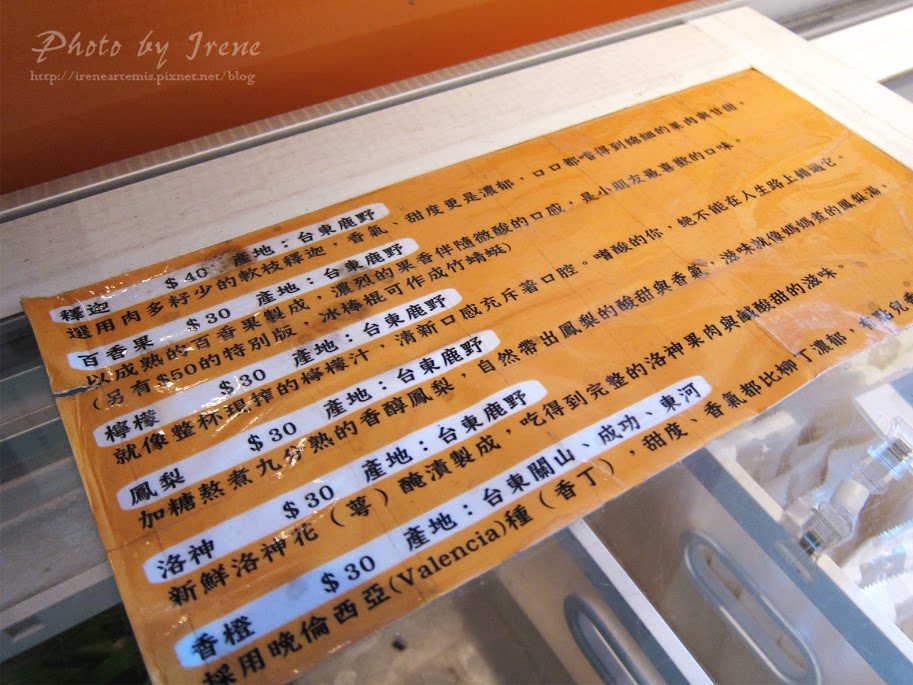 Photo by Irene
http://ireneartemis.pixnet.net/blog
釋迦 $40 產地：台東鹿野
選用肉多籽少的軟枝釋迦，香氣、甜度更是濃郁，口口都嚐得到綿細的果肉與甘甜。
百香果 $30 產地：台東鹿野
以成熟的百香果製成，濃烈的果香伴隨微酸的口感，是小朋友最喜歡的口味。
(另有$50的特別版，冰棒棍可作成竹蜻蜓)
檸檬 $30 產地：台東鹿野
就像整杯現搾的檸檬汁，清新口感充斥著口腔。嗜酸的你，絶不能在人生路上錯過它。
鳳梨 $30 產地：台東鹿野
加糖熬煮九分熟的香醇鳳梨，自然帶出鳳梨的酸甜與香氣，滋味就像媽媽煮的鳳梨湯。
洛神 $30 產地：台東鹿野
新鮮洛神花（萼）醃漬製成，吃得到完整的洛神果肉與鹹酸甜的滋味。
香橙 $30 產地：台東關山、成功、東河
採用晚倫西亞(Valencia)種（香丁），甜度、香氣都比柳丁濃郁，有點兒